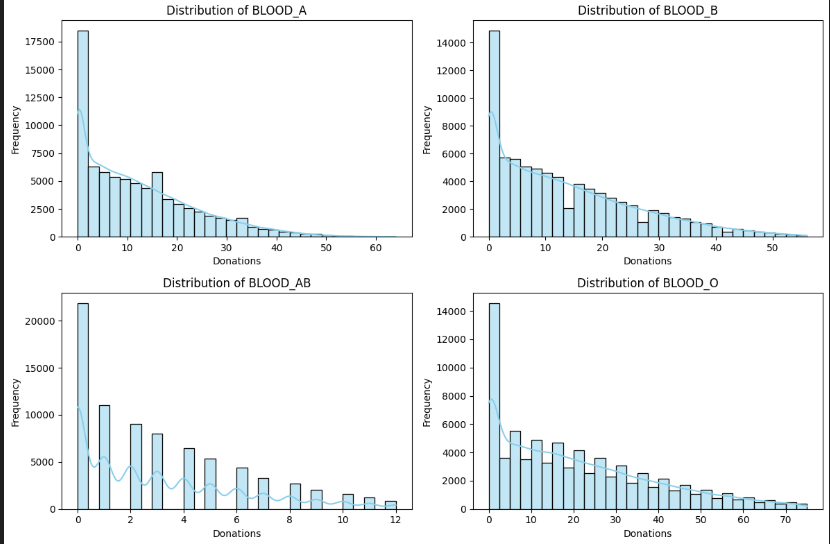 Distribution of BLOOD_A
17500
15000
12500
10000
7500
5000
2500
0
Frequency
0 10 20 30 40 50 60
Donations
Distribution of BLOOD_B
14000
12000
10000
8000
6000
4000
2000
0
Frequency
0 10 20 30 40 50
Donations
Distribution of BLOOD_AB
20000
15000
10000
5000
0
Frequency
0 2 4 6 8 10 12
Donations
Distribution of BLOOD_O
14000
12000
10000
8000
6000
4000
2000
0
Frequency
0 10 20 30 40 50 60 70
Donations